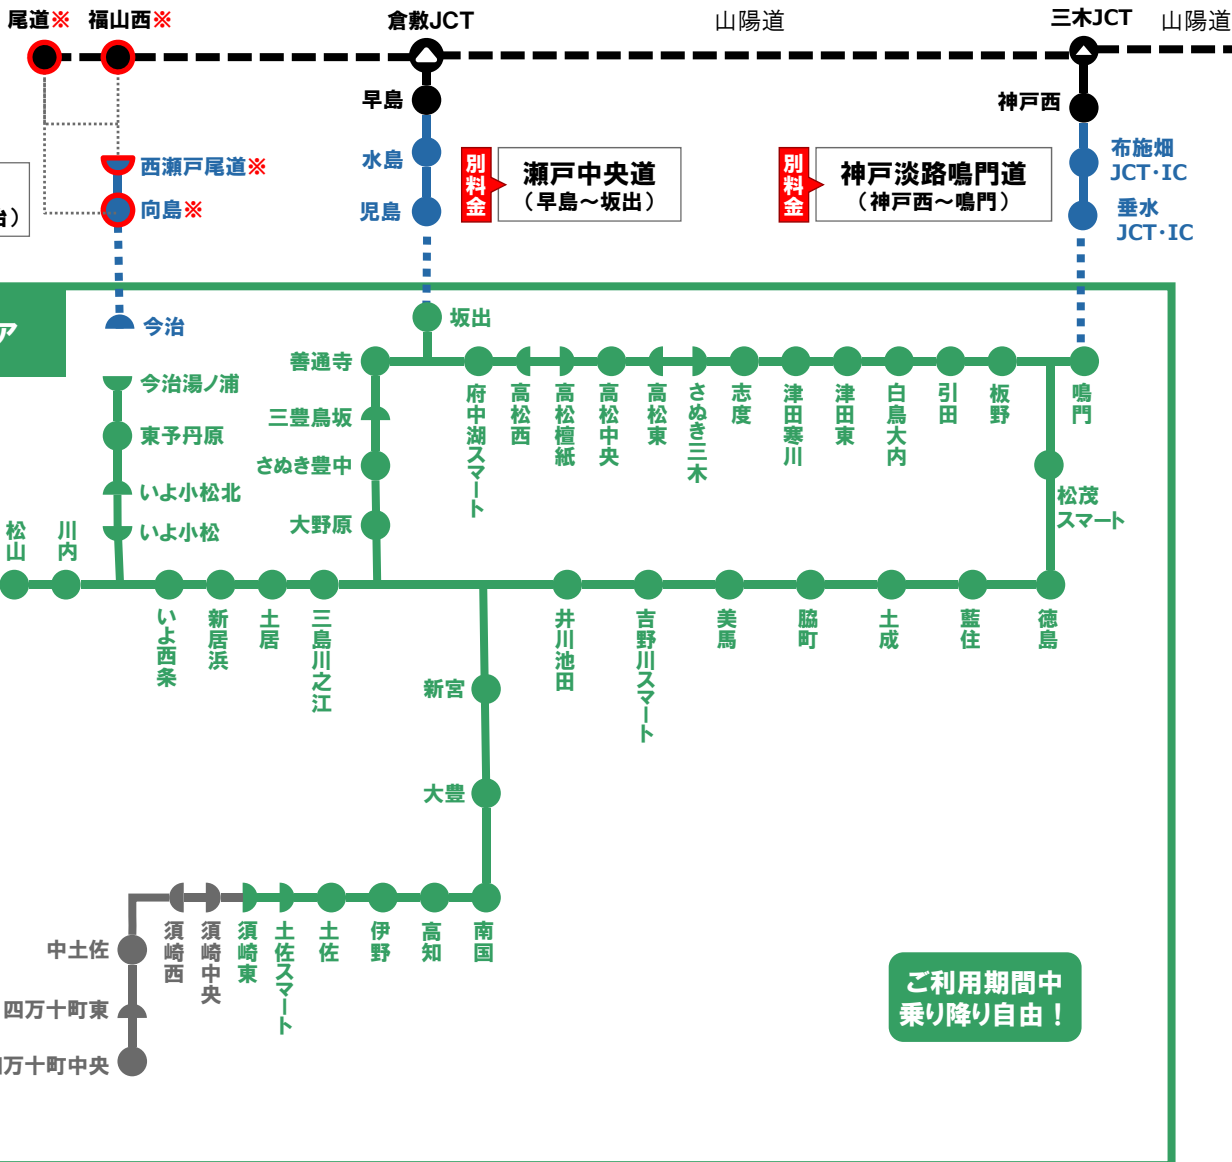 尾道※
福山西※
倉敷JCT
山陽道
三木JCT
山陽道
早島
神戸西
西瀬戸尾道※
水島
別料金
瀬戸中央道
（早島～坂出）
別料金
神戸淡路鳴門道
（神戸西～鳴門）
布施畑
JCT・IC
向島※
児島
垂水
JCT・IC
治）
ア
今治
坂出
善通寺
今治湯ノ浦
三豊鳥坂
東予丹原
さぬき豊中
いよ小松北
大野原
いよ小松
府中湖スマート
高松西
高松檀紙
高松中央
高松東
さぬき三木
志度
津田寒川
津田東
白鳥大内
引田
板野
鳴門
松茂
スマート
松山
川内
いよ西条
新居浜
土居
三島川之江
井川池田
吉野川スマート
美馬
脇町
土成
藍住
徳島
新宮
大豊
中土佐
四万十町東
四万十町中央
須崎西
須崎中央
須崎東
土佐スマート
土佐
伊野
高知
南国
ご利用期間中
乗り降り自由！